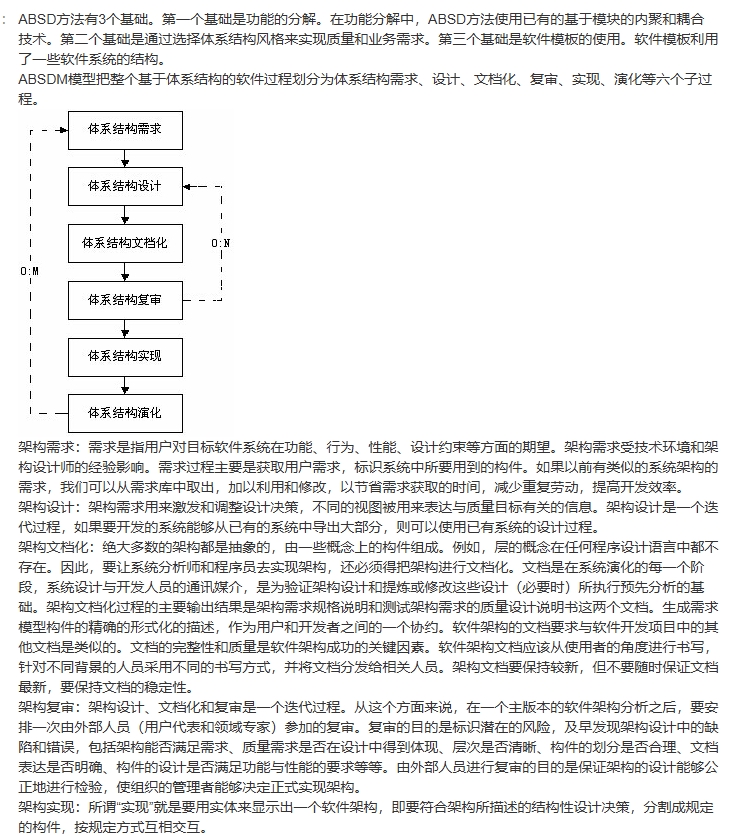 ：ABSD方法有3个基础。第一个基础是功能的分解。在功能分解中，ABSD方法使用已有的基于模块的内聚和耦合
技术。第二个基础是通过选择体系结构风格来实现质量和业务需求。第三个基础是软件模板的使用。软件模板利用
了一些软件系统的结构。
ABSDM模型把整个基于体系结构的软件过程划分为体系结构需求、设计、文档化、复审、实现、演化等六个子过
程。
体系结构需求
体系结构设计
体系结构文档化
0:N
0:M
体系结构复审
体系结构实现
体系结构演化
架构需求：需求是指用户对目标软件系统在功能、行为、性能、设计约束等方面的期望。架构需求受技术环境和架
构设计师的经验影响。需求过程主要是获取用户需求，标识系统中所要用到的构件。如果以前有类似的系统架构的
需求，我们可以从需求库中取出，加以利用和修改，以节省需求获取的时间，减少重复劳动，提高开发效率。
架构设计：架构需求用来激发和调整设计决策，不同的视图被用来表达与质量目标有关的信息。架构设计是一个迭
代过程，如果要开发的系统能够从已有的系统中导出大部分，则可以使用已有系统的设计过程。
架构文档化：绝大多数的架构都是抽象的，由一些概念上的构件组成。例如，层的概念在任何程序设计语言中都不
存在。因此，要让系统分析师和程序员去实现架构，还必须得把架构进行文档化。文档是在系统演化的每一个阶
段，系统设计与开发人员的通讯媒介，是为验证架构设计和提炼或修改这些设计（必要时）所执行预先分析的基
础。架构文档化过程的主要输出结果是架构需求规格说明和测试架构需求的质量设计说明书这两个文档。生成需求
模型构件的精确的形式化的描述，作为用户和开发者之间的一个协约。软件架构的文档要求与软件开发项目中的其
他文档是类似的。文档的完整性和质量是软件架构成功的关键因素。软件架构文档应该从使用者的角度进行书写，
针对不同背景的人员采用不同的书写方式，并将文档分发给相关人员。架构文档要保持较新，但不要随时保证文档
最新，要保持文档的稳定性。
架构复审：架构设计、文档化和复审是一个迭代过程。从这个方面来说，在一个主版本的软件架构分析之后，要安
排一次由外部人员（用户代表和领域专家）参加的复审。复审的目的是标识潜在的风险，及早发现架构设计中的缺
陷和错误，包括架构能否满足需求、质量需求是否在设计中得到体现、层次是否清晰、构件的划分是否合理、文档
表达是否明确、构件的设计是否满足功能与性能的要求等等。由外部人员进行复审的目的是保证架构的设计能够公
正地进行检验，使组织的管理者能够决定正式实现架构。
架构实现：所谓“实现”就是要用实体来显示出一个软件架构，即要符合架构所描述的结构性设计决策，分割成规定
的构件，按规定方式互相交互。